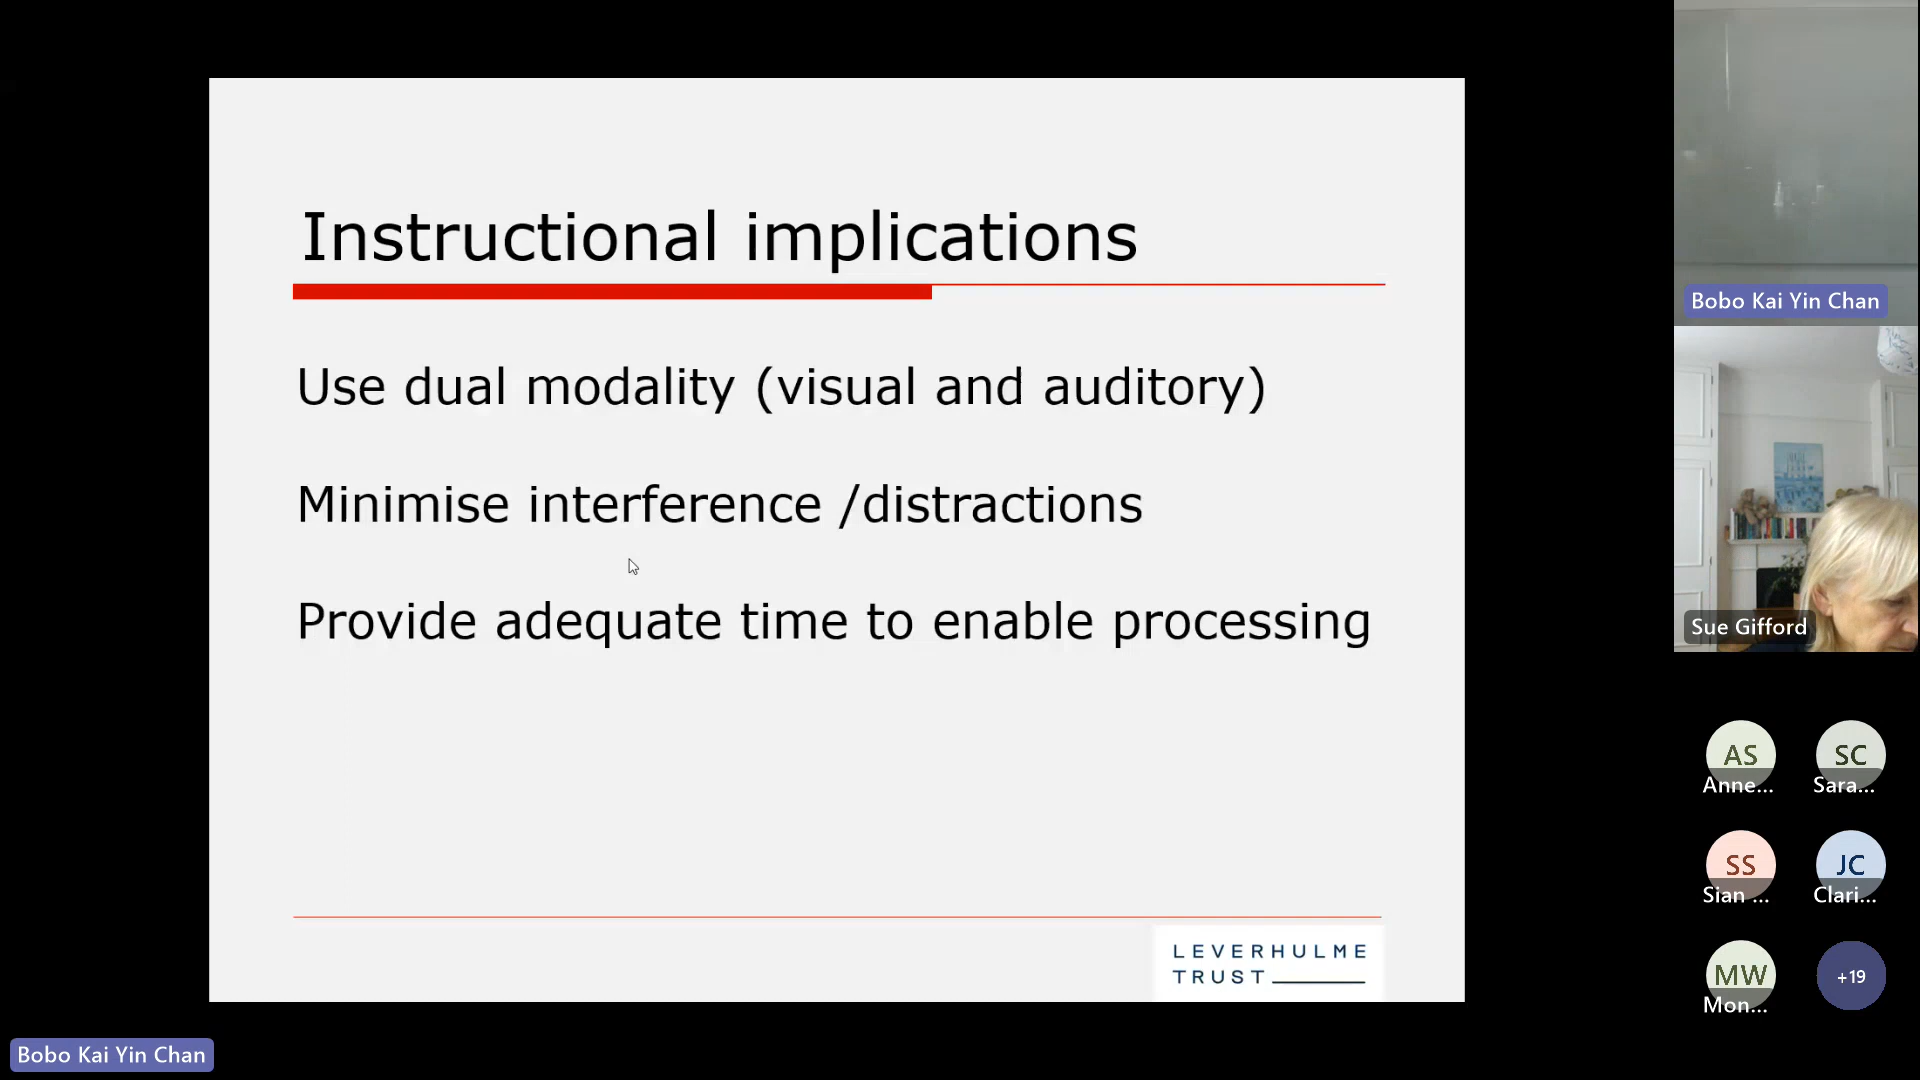 Instructional implications
Use dual modality (visual and auditory)
Minimise interference /distractions
Provide adequate time to enable processing
LEVERHULME
TRUST
Bobo Kai Yin Chan
Sue Gifford
AS
Anne...
SC
Sara...
SS
Sian ...
JC
Clari...
MW
Mon...
+19
Bobo Kai Yin Chan